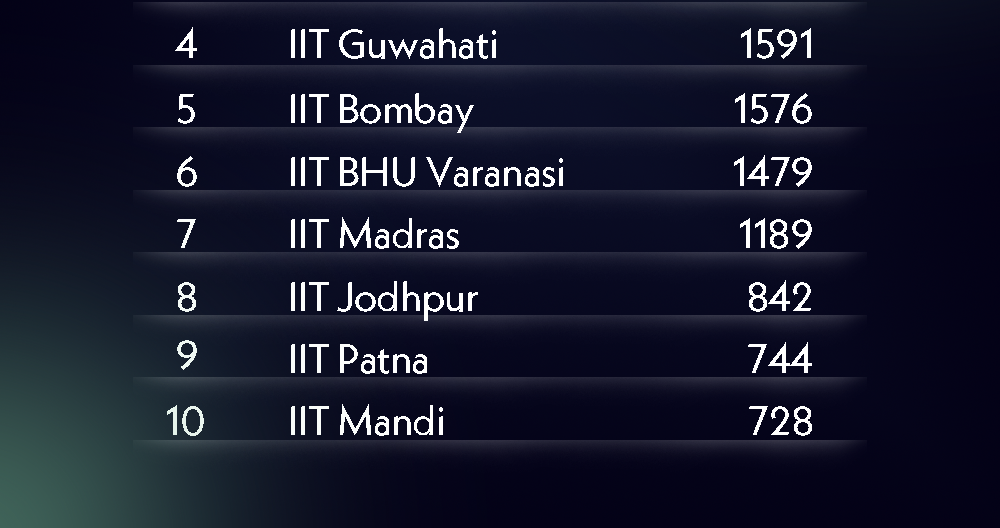 4 IIT Guwahati 1591
5 IIT Bombay 1576
6 IIT BHU Varanasi 1479
7 IIT Madras 1189
8 IIT Jodhpur 842
9 IIT Patna 744
10 IIT Mandi 728